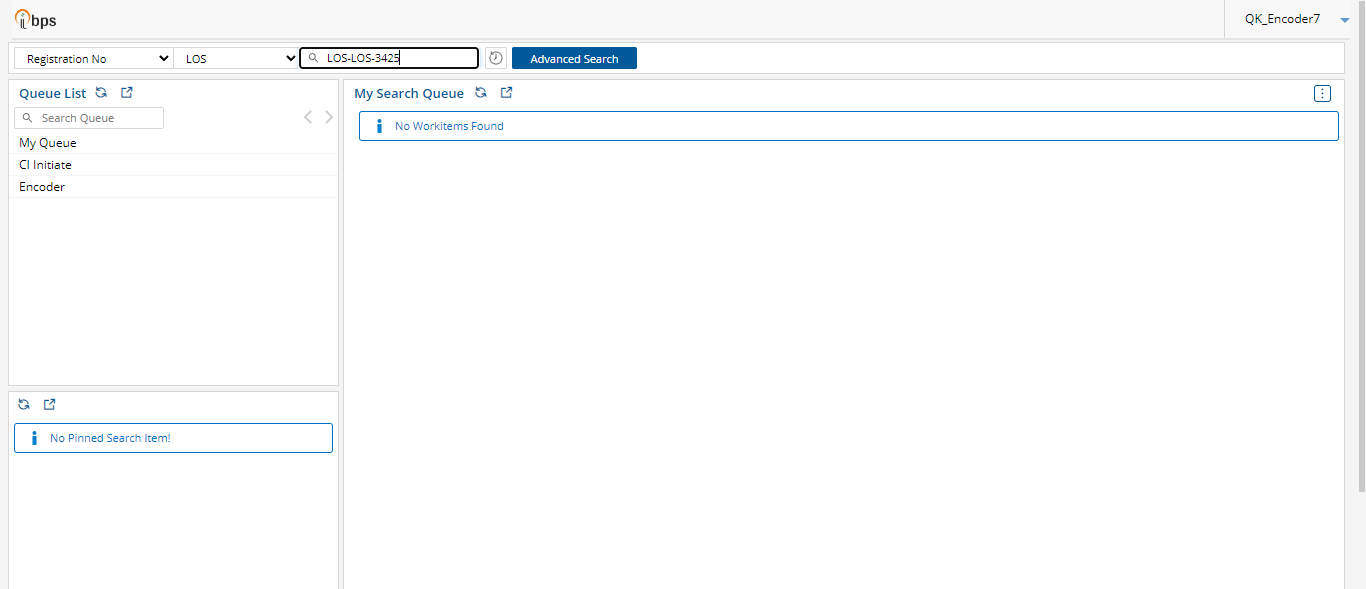 ibps
QK_Encoder7
Registration No LOS LOS-LOS-3425 Advanced Search
Queue List
Search Queue
My Queue
CI Initiate
Encoder
No Pinned Search Item!
My Search Queue
No Workitems Found